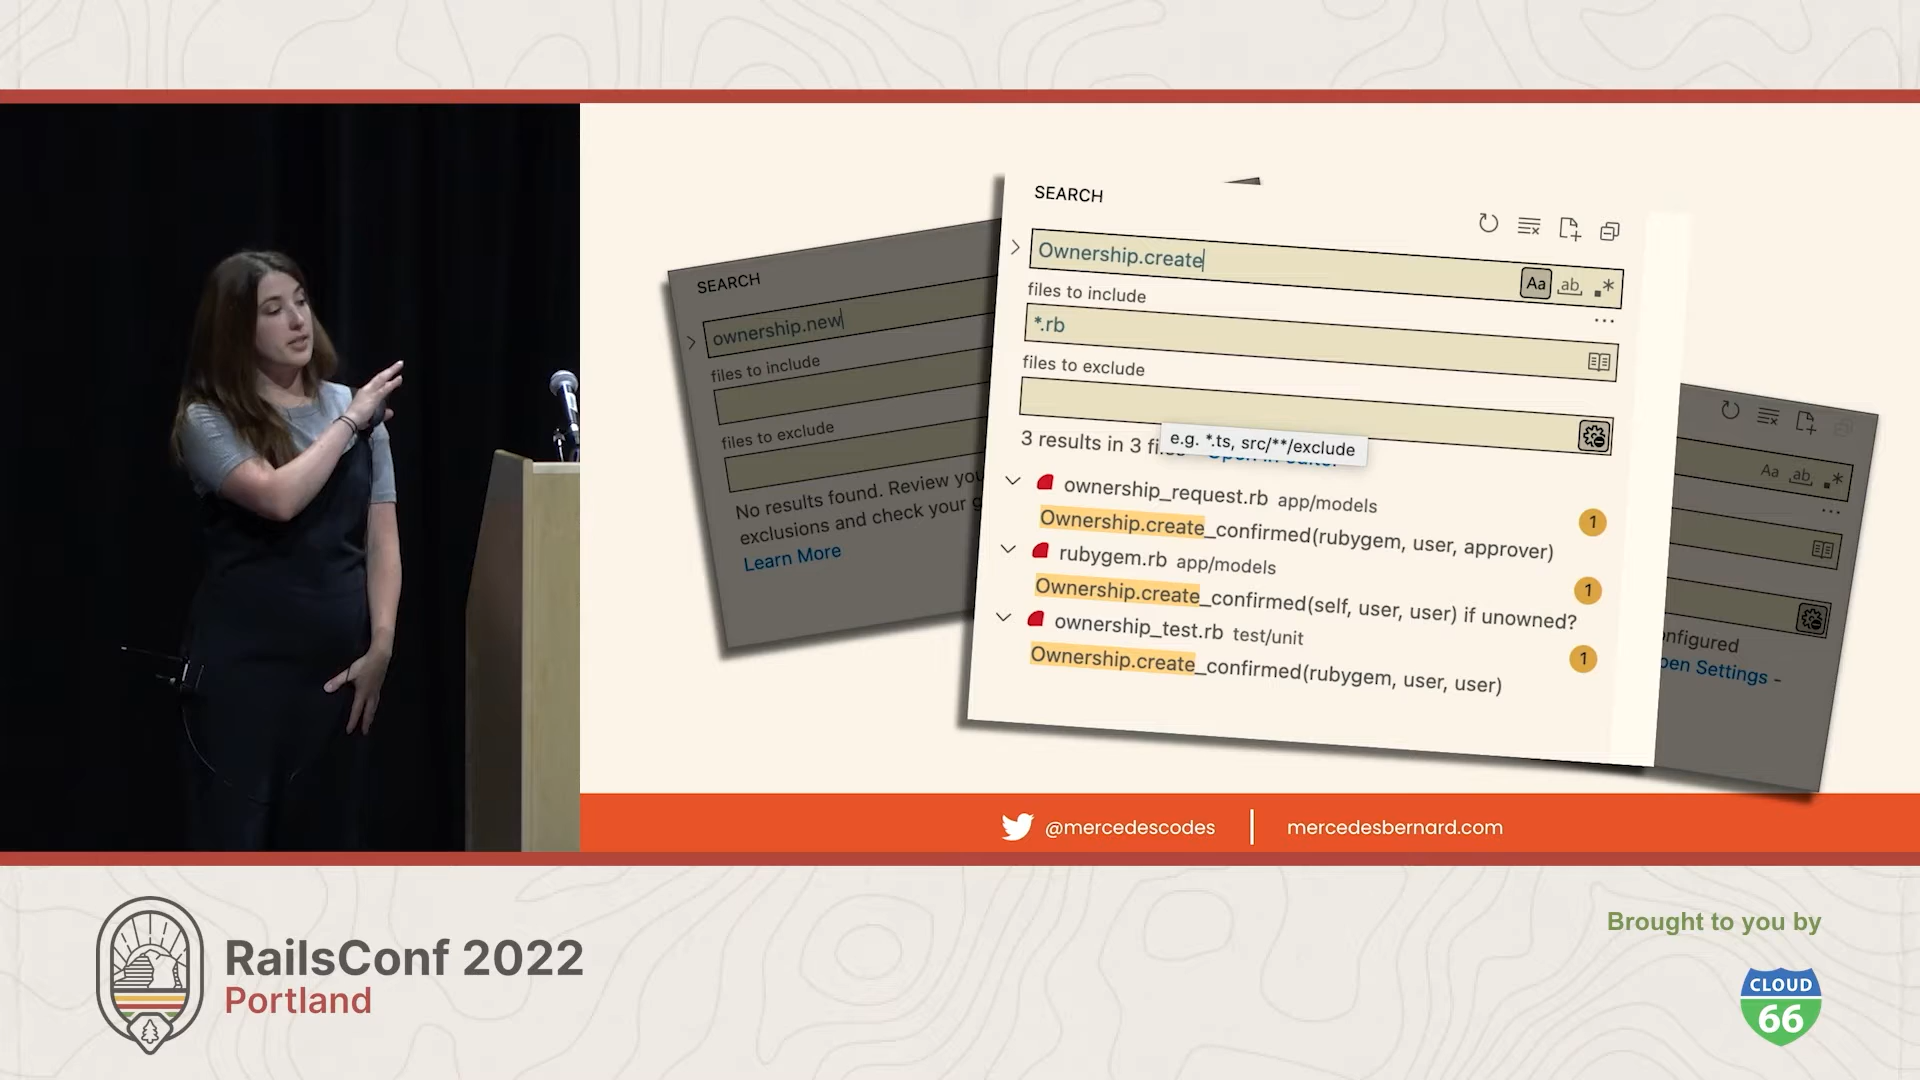 SEARCH
ownership.new
files to include
files to exclude
No results found. Review you
exclusions and check your g
Learn More
SEARCH
Ownership.create
Aa ab .*
files to include
...
*.rb
files to exclude
e.g. *.ts, src/**/exclude
3 results in 3 fi
ownership_request.rb app/models
1
Ownership.create_confirmed(rubygem, user, approver)
rubygem.rb app/models
1
Ownership.create_confirmed(self, user, user) if unowned?
ownership_test.rb test/unit
1
Ownership.create_confirmed(rubygem, user, user)
Aa ab .*
...
nfigured
pen Settings -
@mercedescodes | mercedesbernard.com
RailsConf 2022
Portland
Brought to you by
CLOUD
66